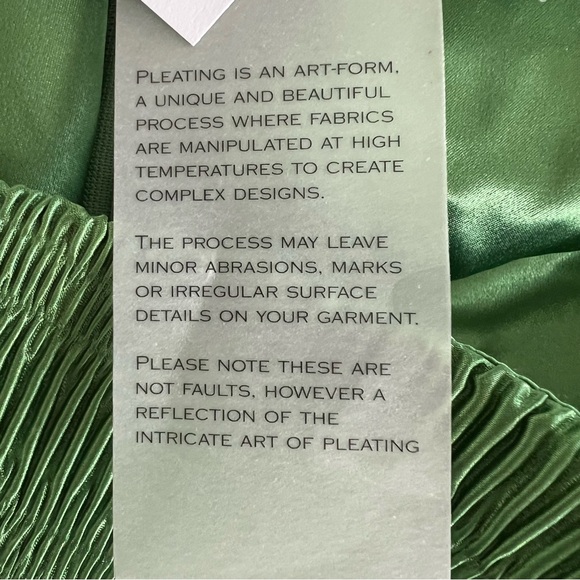 PLEATING IS AN ART-FORM,
A UNIQUE AND BEAUTIFUL
PROCESS WHERE FABRICS
ARE MANIPULATED AT HIGH
TEMPERATURES TO CREATE
COMPLEX DESIGNS.
THE PROCESS MAY LEAVE
MINOR ABRASIONS, MARKS
OR IRREGULAR SURFACE
DETAILS ON YOUR GARMENT.
PLEASE NOTE THESE ARE
NOT FAULTS, HOWEVER A
REFLECTION OF THE
INTRICATE ART OF PLEATING